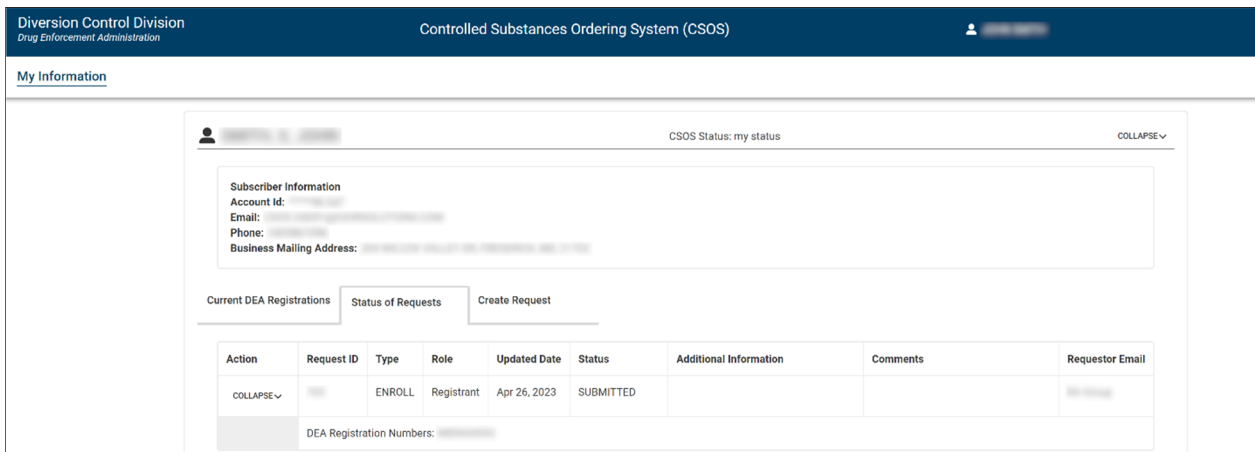 Diversion Control Division
Drug Enforcement Administration
Controlled Substances Ordering System (CSOS)
My Information
CSOS Status: my status
COLLAPSE
Subscriber Information
Account Id:
Email:
Phone:
Business Mailing Address:
Current DEA Registrations
Status of Requests
Create Request
Action Request ID Type Role Updated Date Status Additional Information Comments Requestor Email
COLLAPSE ENROLL Registrant Apr 26, 2023 SUBMITTED
DEA Registration Numbers: